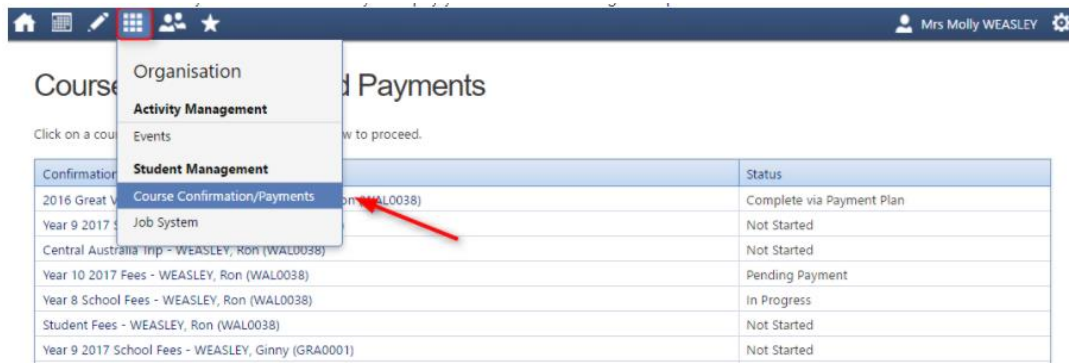 Mrs Molly WEASLEY
Organisation
Course d Payments
Activity Management
Click on a cou w to proceed.
Events
Student Management
Confirmation Status
Course Confirmation/Payments
2016 Great V on (WAL0038) Complete via Payment Plan
Job System
Year 9 2017 S Not Started
Central Australia Trip - WEASLEY, Ron (WAL0038) Not Started
Year 10 2017 Fees - WEASLEY, Ron (WAL0038) Pending Payment
Year 8 School Fees - WEASLEY, Ron (WAL0038) In Progress
Student Fees - WEASLEY, Ron (WAL0038) Not Started
Year 9 2017 School Fees - WEASLEY, Ginny (GRA0001) Not Started